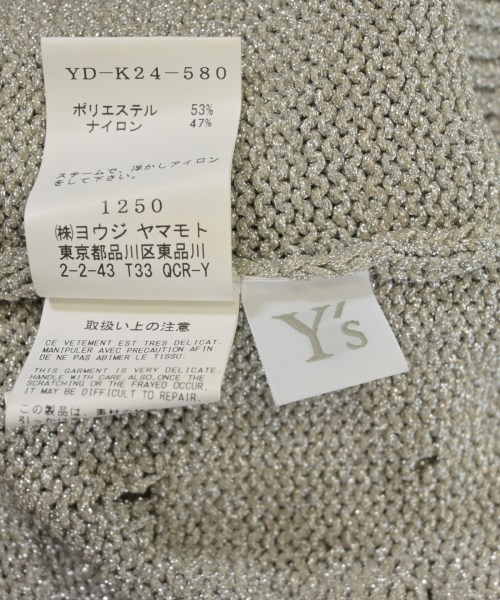 YD-K24-580
ポリエステル 53%
ナイロン 47%
スチームで、浮かしアイロン
をして下さい。
1250
㈱ヨウジ ヤマモト
東京都品川区東品川
2-2-43 T33 QCR-Y
取扱い上の注意
CE VETEMENT EST TRES DELICAT.
MANIPULER AVEC PRECAUTION AFIN
DE NE PAS ABIMER LE TISSU.
THIS GARMENT IS VERY DELICATE.
HANDLE WITH CARE.ALSO,ONCE THE
SCRATCHING OR THE FRAYED OCCUR,
IT MAY BE DIFFICULT TO REPAIR.
この製品は
Y's